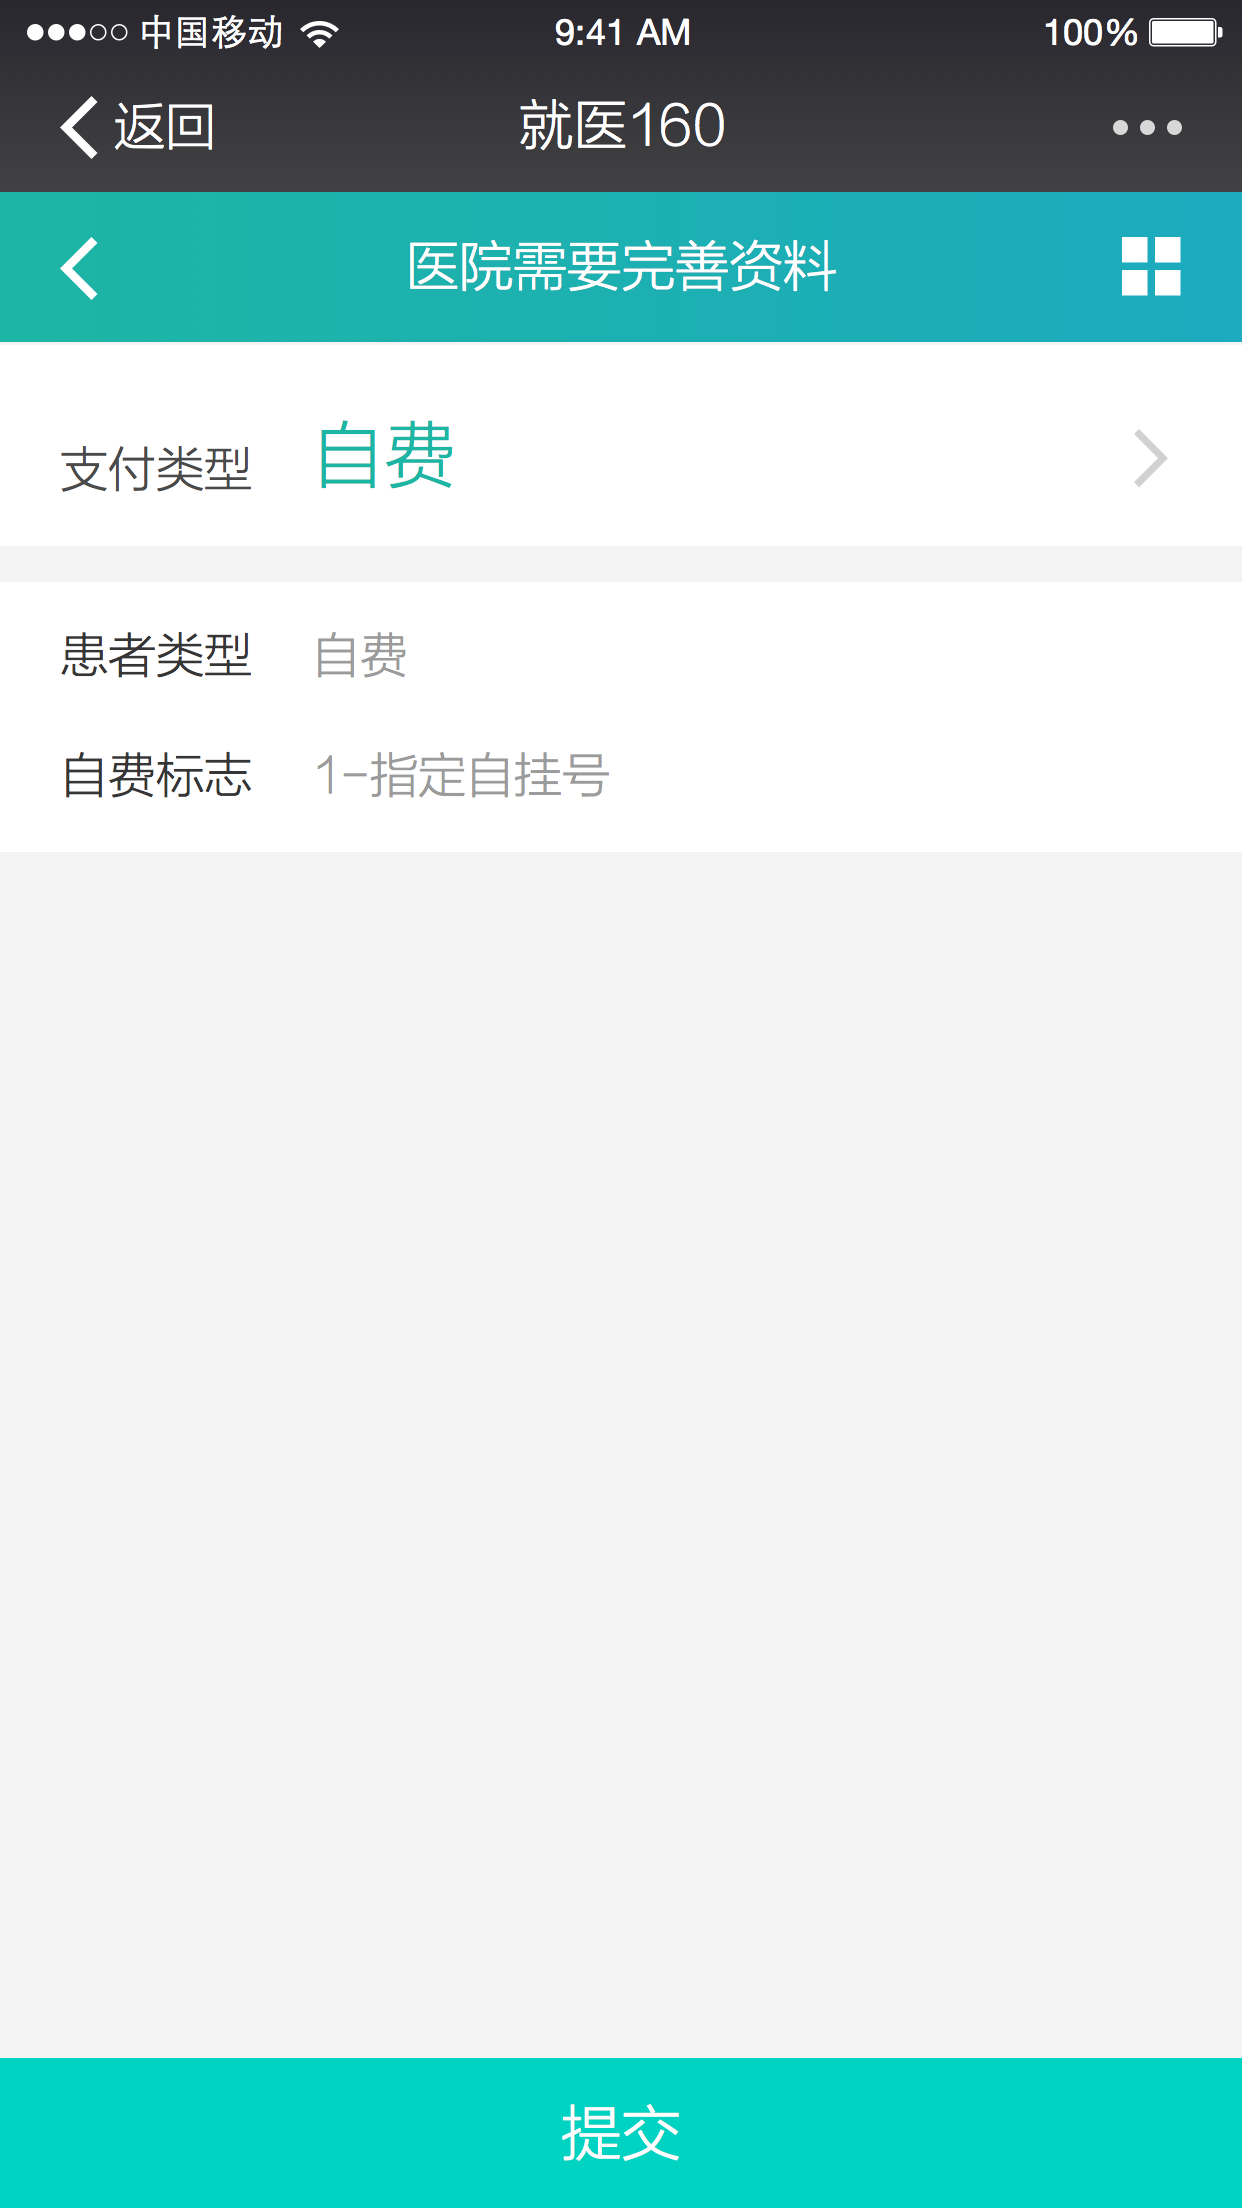 中国移动 9:41 AM 100%
返回 就医160
医院需要完善资料
支付类型 自费
患者类型 自费
自费标志 1-指定自挂号
提交